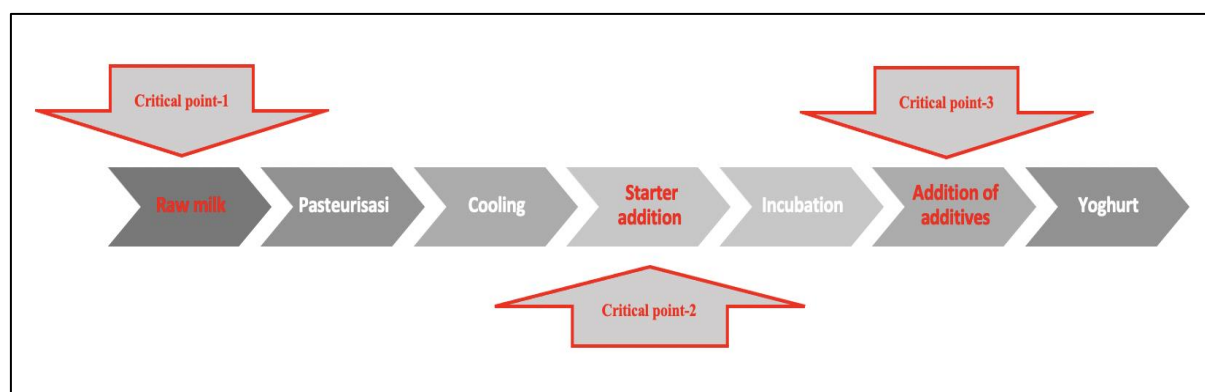 Critical point-1
Critical point-3
Raw milk
Pasteurisasi
Cooling
Starter
addition
Incubation
Addition of
additives
Yoghurt
Critical point-2